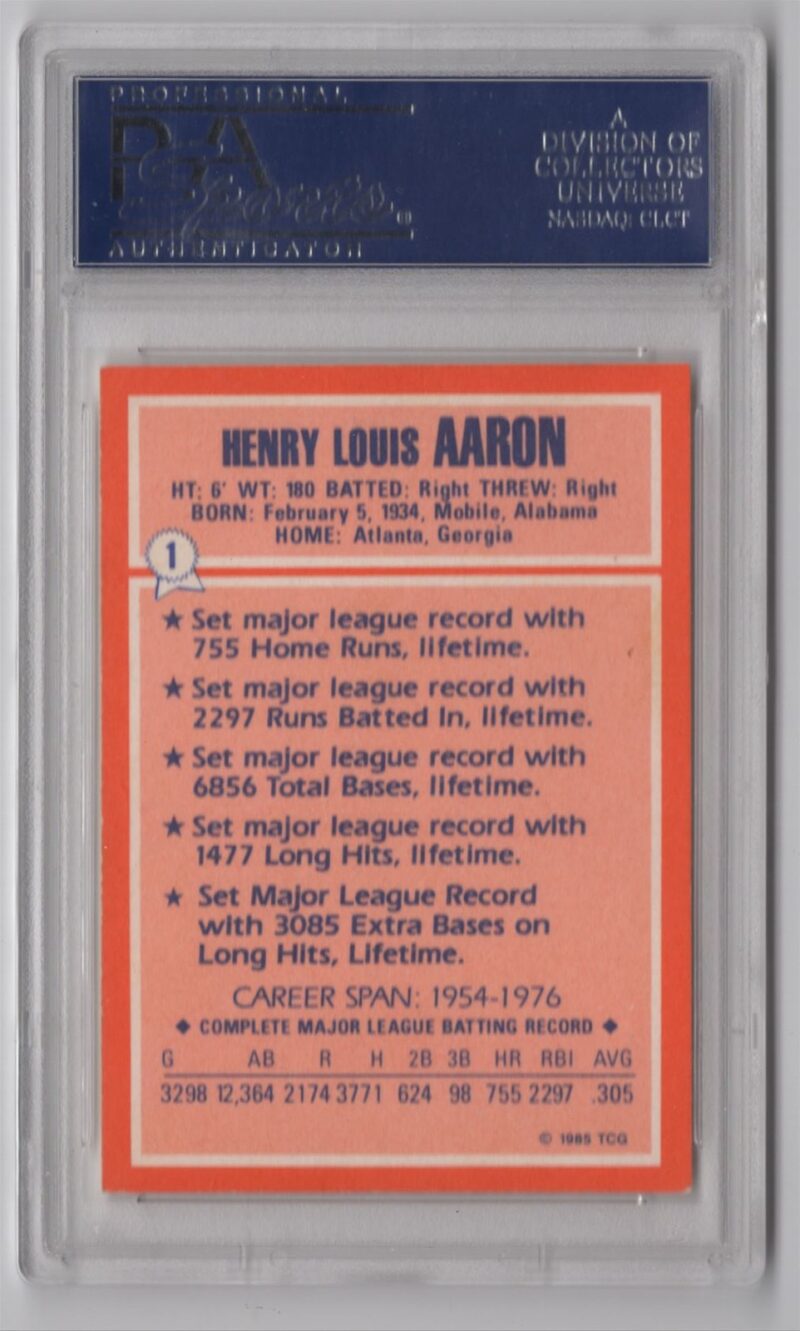 PROFESSIONAL
PSA
Sports
AUTHENTICATOR
A
DIVISION OF
COLLECTORS
UNIVERSE
NASDAQ: CLCT
HENRY LOUIS AARON
HT: 6' WT: 180 BATTED: Right THREW: Right
BORN: February 5, 1934, Mobile, Alabama
HOME: Atlanta, Georgia
1
★ Set major league record with
755 Home Runs, lifetime.
★ Set major league record with
2297 Runs Batted In, lifetime.
★ Set major league record with
6856 Total Bases, lifetime.
★ Set major league record with
1477 Long Hits, lifetime.
★ Set Major League Record
with 3085 Extra Bases on
Long Hits, Lifetime.
CAREER SPAN: 1954-1976
◆ COMPLETE MAJOR LEAGUE BATTING RECORD ◆
G AB R H 2B 3B HR RBI AVG
3298 12,364 2174 3771 624 98 755 2297 .305
© 1985 TCG